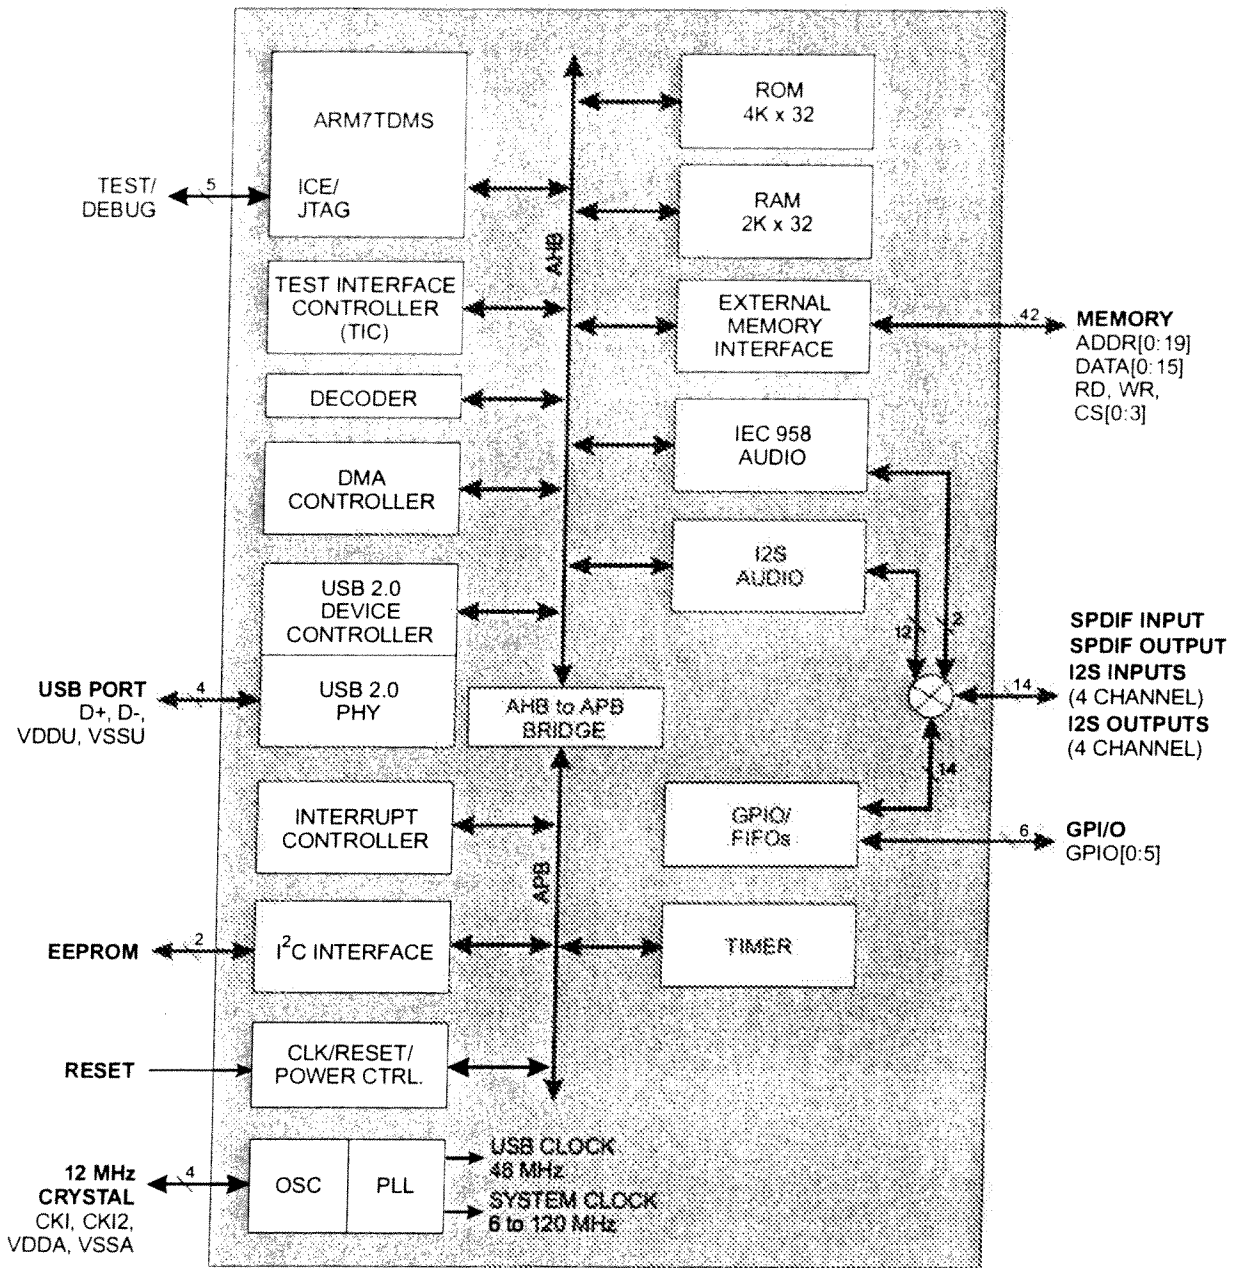 ARM7TDMS
ICE/
JTAG
TEST/
DEBUG
5
TEST INTERFACE
CONTROLLER
(TIC)
DECODER
DMA
CONTROLLER
USB 2.0
DEVICE
CONTROLLER
USB 2.0
PHY
USB PORT
D+, D-,
VDDU, VSSU
4
INTERRUPT
CONTROLLER
EEPROM
2
I²C INTERFACE
RESET
CLK/RESET/
POWER CTRL.
12 MHz
CRYSTAL
CKI, CKI2,
VDDA, VSSA
4
OSC
PLL
USB CLOCK
48 MHz
SYSTEM CLOCK
6 to 120 MHz
AHB
AHB to APB
BRIDGE
APB
ROM
4K x 32
RAM
2K x 32
EXTERNAL
MEMORY
INTERFACE
42
MEMORY
ADDR[0:19]
DATA[0:15]
RD, WR,
CS[0:3]
IEC 958
AUDIO
I2S
AUDIO
12
2
14
SPDIF INPUT
SPDIF OUTPUT
I2S INPUTS
(4 CHANNEL)
I2S OUTPUTS
(4 CHANNEL)
14
GPIO/
FIFOs
6
GPI/O
GPIO[0:5]
TIMER